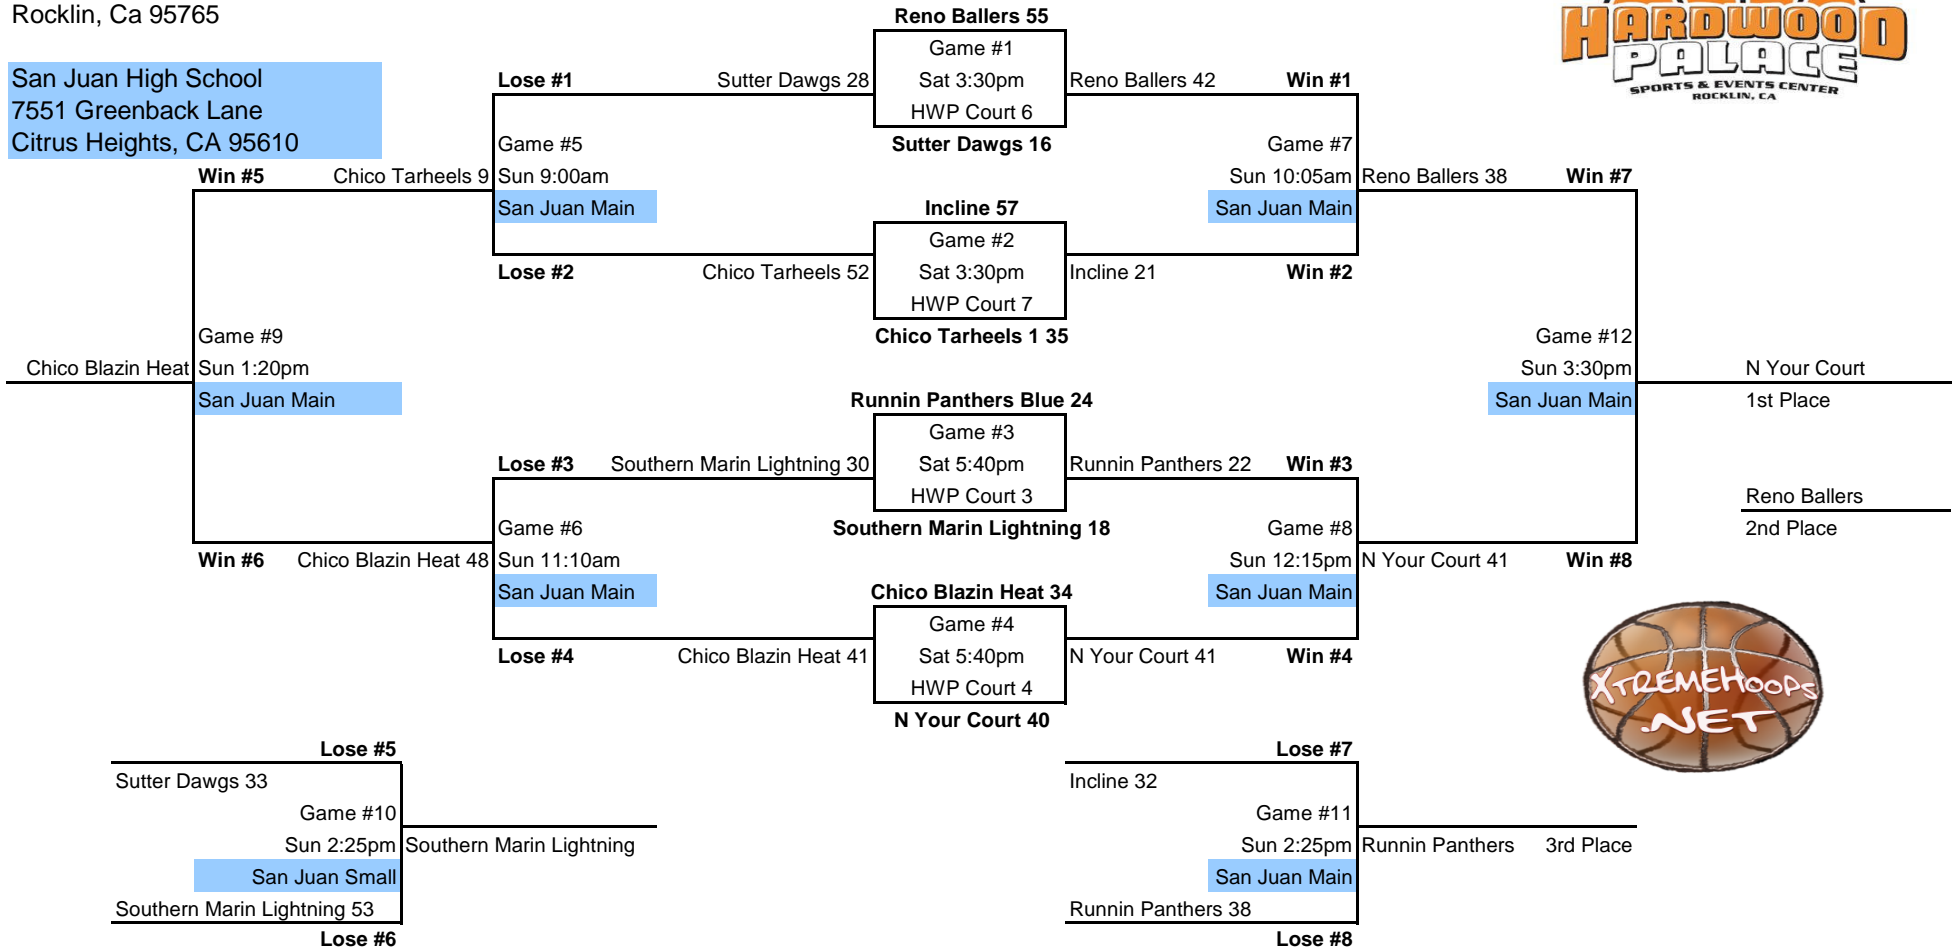 Rocklin, Ca 95765
HARDWOOD
PALACE
SPORTS & EVENTS CENTER
ROCKLIN, CA
San Juan High School
7551 Greenback Lane
Citrus Heights, CA 95610
Reno Ballers 55
Game #1
Sat 3:30pm
HWP Court 6
Sutter Dawgs 16
Lose #1
Sutter Dawgs 28
Reno Ballers 42
Win #1
Game #5
Sun 9:00am
San Juan Main
Game #7
Sun 10:05am
San Juan Main
Win #5
Chico Tarheels 9
Reno Ballers 38
Win #7
Incline 57
Game #2
Sat 3:30pm
HWP Court 7
Chico Tarheels 1 35
Lose #2
Chico Tarheels 52
Incline 21
Win #2
Game #9
Sun 1:20pm
San Juan Main
Chico Blazin Heat
Game #12
Sun 3:30pm
San Juan Main
N Your Court
1st Place
Runnin Panthers Blue 24
Game #3
Sat 5:40pm
HWP Court 3
Southern Marin Lightning 18
Lose #3
Southern Marin Lightning 30
Runnin Panthers 22
Win #3
Reno Ballers
2nd Place
Game #6
Sun 11:10am
San Juan Main
Game #8
Sun 12:15pm
San Juan Main
Win #6
Chico Blazin Heat 48
N Your Court 41
Win #8
Chico Blazin Heat 34
Game #4
Sat 5:40pm
HWP Court 4
N Your Court 40
Lose #4
Chico Blazin Heat 41
N Your Court 41
Win #4
XTREMEHOOPS
.NET
Lose #5
Sutter Dawgs 33
Game #10
Sun 2:25pm
San Juan Small
Southern Marin Lightning
Southern Marin Lightning 53
Lose #6
Lose #7
Incline 32
Game #11
Sun 2:25pm
San Juan Main
Runnin Panthers
3rd Place
Runnin Panthers 38
Lose #8